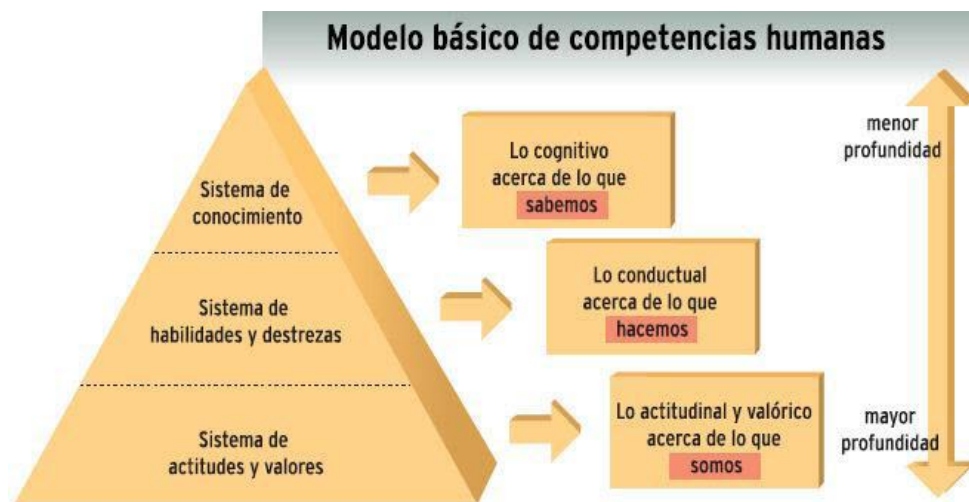 Modelo básico de competencias humanas
Sistema de
conocimiento
Lo cognitivo
acerca de lo que
sabemos
menor
profundidad
Sistema de
habilidades y destrezas
Lo conductual
acerca de lo que
hacemos
Sistema de
actitudes y valores
Lo actitudinal y valórico
acerca de lo que
somos
mayor
profundidad